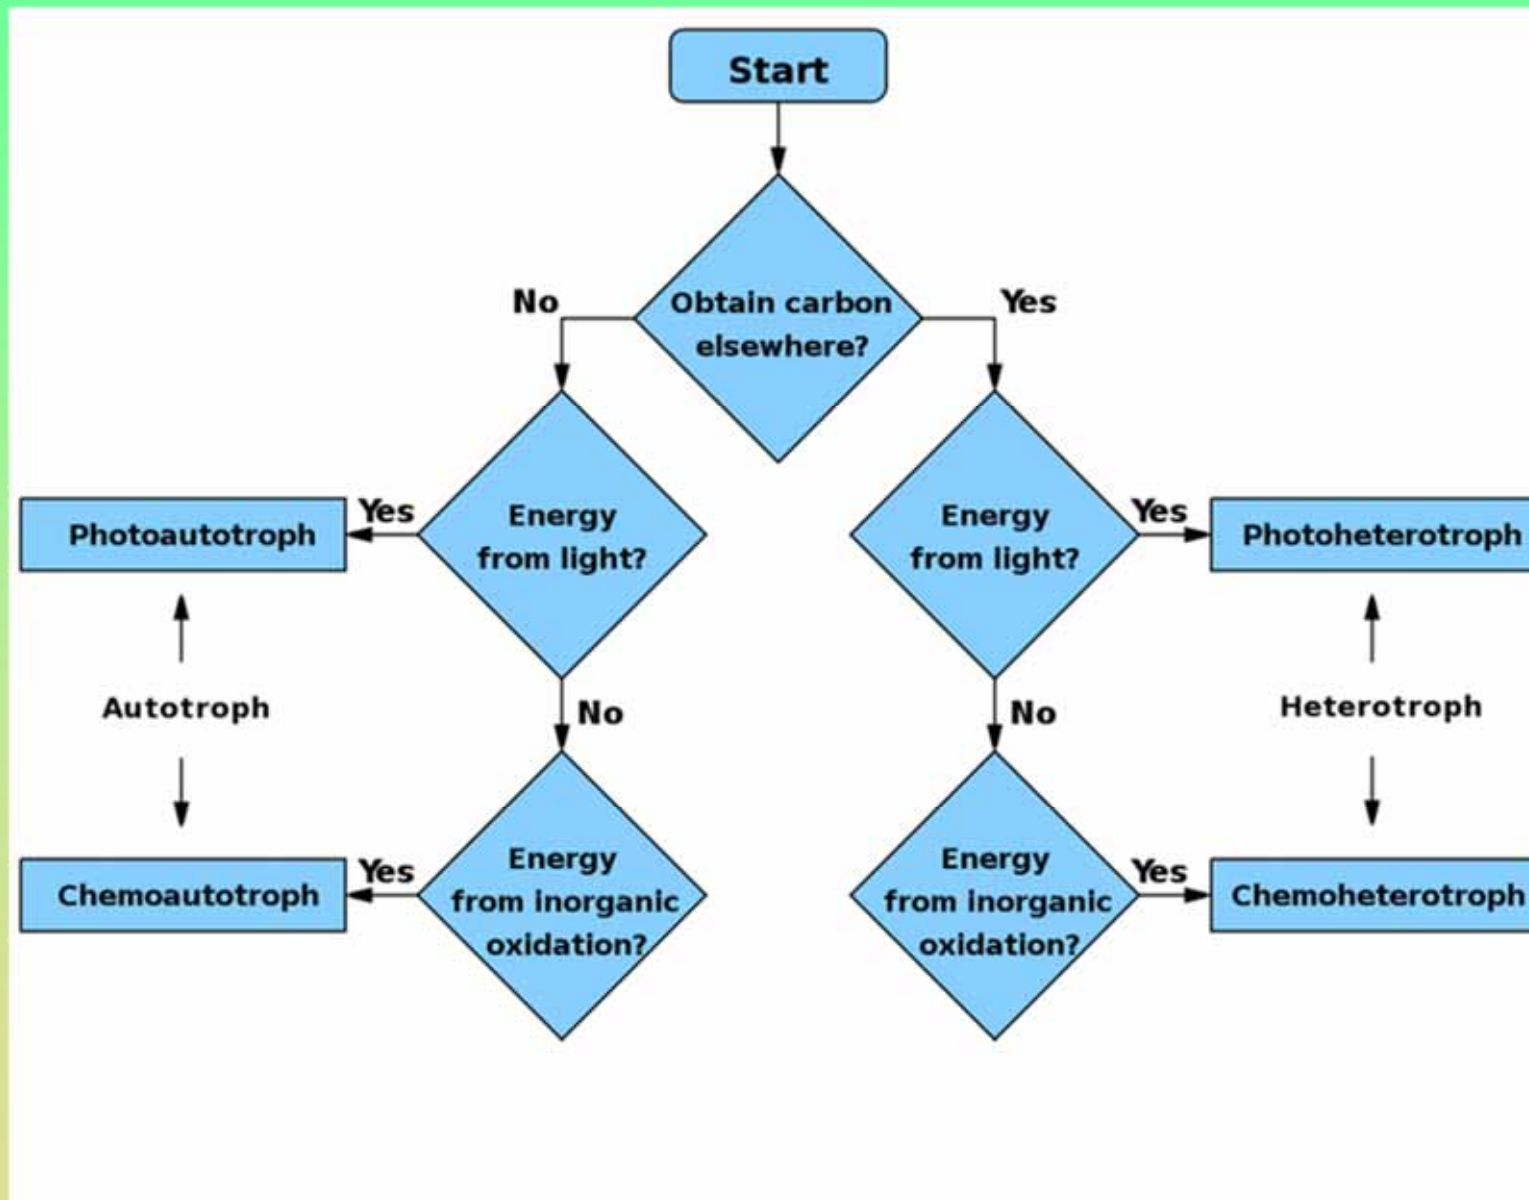 Start
No
Obtain carbon
elsewhere?
Yes
Photoautotroph
Yes
Energy
from light?
Energy
from light?
Yes
Photoheterotroph
Autotroph
No
No
Heterotroph
Chemoautotroph
Yes
Energy
from inorganic
oxidation?
Energy
from inorganic
oxidation?
Yes
Chemoheterotroph